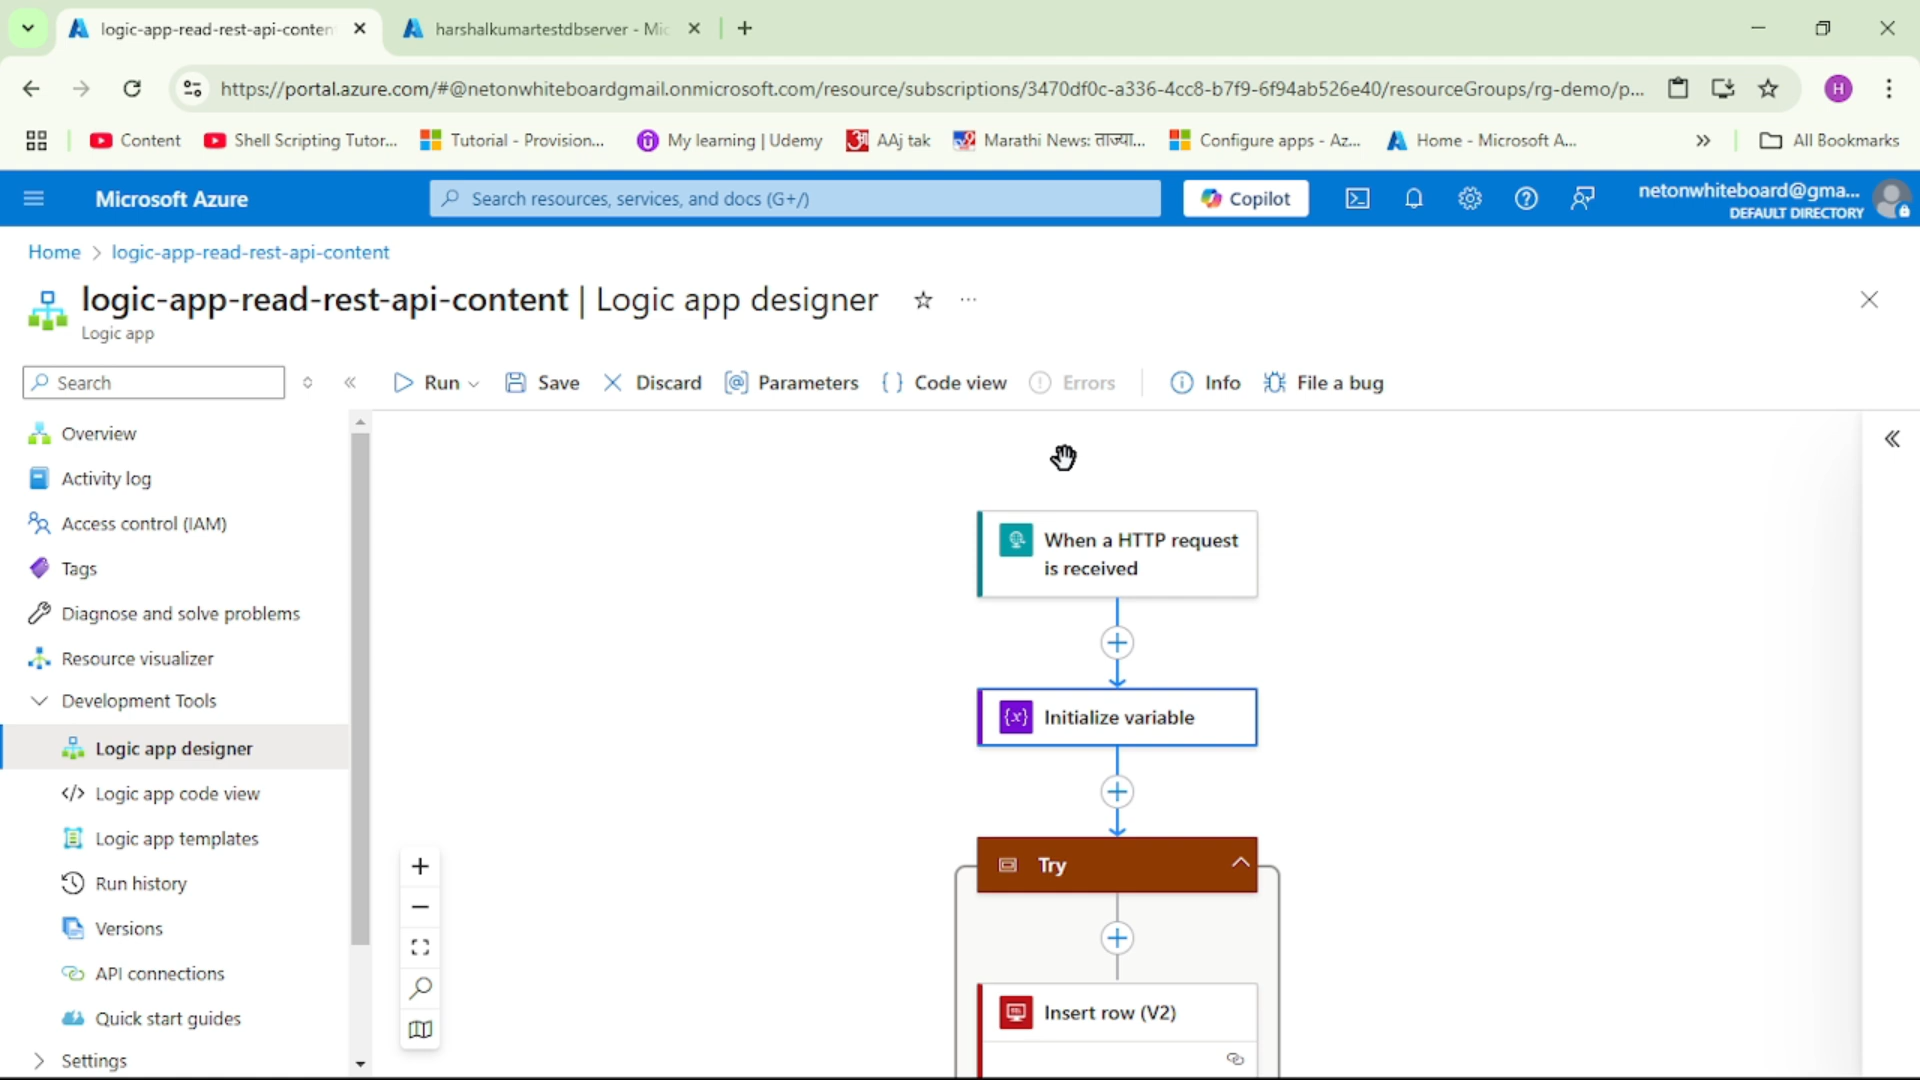 logic-app-read-rest-api-conten
harshalkumartestdbserver - Mic
https://portal.azure.com/#@netonwhiteboardgmail.onmicrosoft.com/resource/subscriptions/3470df0c-a336-4cc8-b7f9-6f94ab526e40/resourceGroups/rg-demo/p...
H
Content
Shell Scripting Tutor...
Tutorial - Provision...
My learning | Udemy
AAj tak
Marathi News: ताज्या...
Configure apps - Az...
Home - Microsoft A...
All Bookmarks
Microsoft Azure
Search resources, services, and docs (G+/)
Copilot
netonwhiteboard@gma...
DEFAULT DIRECTORY
Home > logic-app-read-rest-api-content
logic-app-read-rest-api-content | Logic app designer
Logic app
Search
Run
Save
Discard
Parameters
Code view
Errors
Info
File a bug
Overview
Activity log
Access control (IAM)
Tags
Diagnose and solve problems
Resource visualizer
Development Tools
Logic app designer
Logic app code view
Logic app templates
Run history
Versions
API connections
Quick start guides
Settings
When a HTTP request
is received
Initialize variable
Try
Insert row (V2)